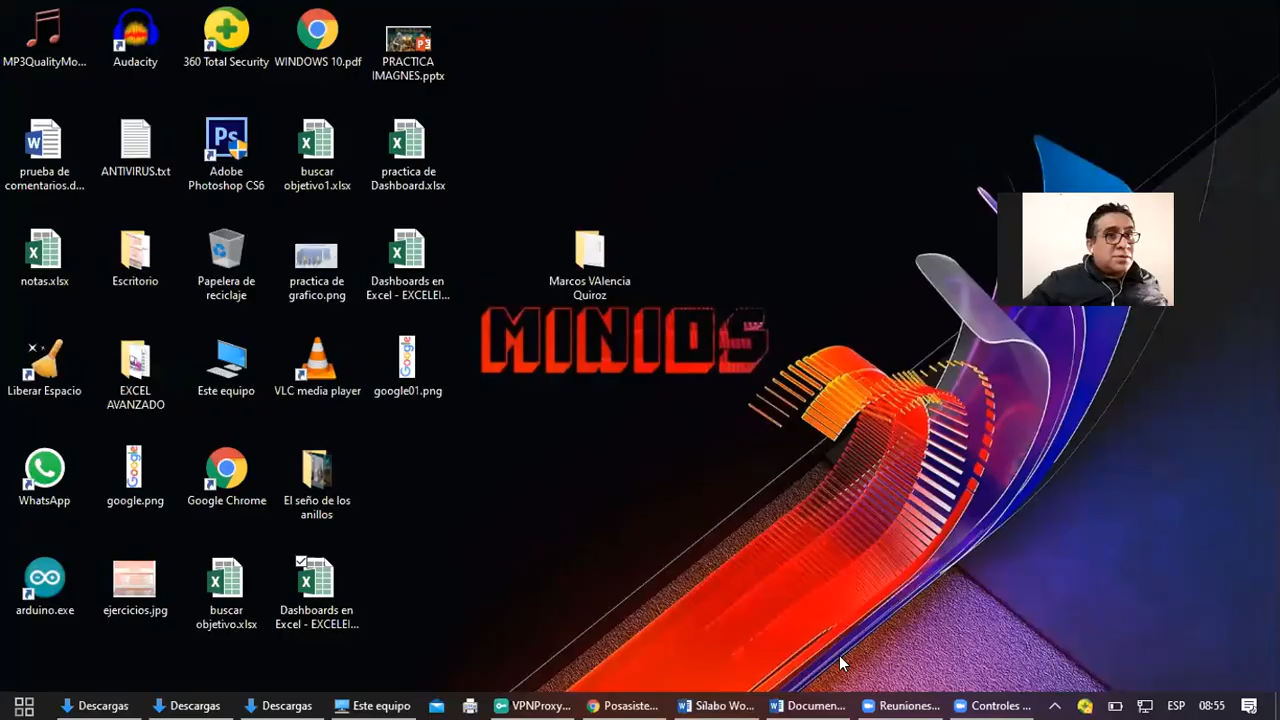 MP3QualityMo...
Audacity
360 Total Security
WINDOWS 10.pdf
PRACTICA
IMAGNES.pptx
prueba de
comentarios.d...
ANTIVIRUS.txt
Ps
Adobe
Photoshop CS6
buscar
objetivo1.xlsx
practica de
Dashboard.xlsx
notas.xlsx
Escritorio
Papelera de
reciclaje
practica de
grafico.png
Dashboards en
Excel - EXCELEI...
Marcos VAlencia
Quiroz
MINIOS
Liberar Espacio
EXCEL
AVANZADO
Este equipo
VLC media player
Google
google01.png
WhatsApp
Google
google.png
Google Chrome
El seño de los
anillos
arduino.exe
ejercicios.jpg
buscar
objetivo.xlsx
Dashboards en
Excel - EXCELEI...
Descargas
Descargas
Descargas
Este equipo
VPNProxy...
Posasiste...
Silabo Wo...
Documen...
Reuniones...
Controles ...
ESP
08:55